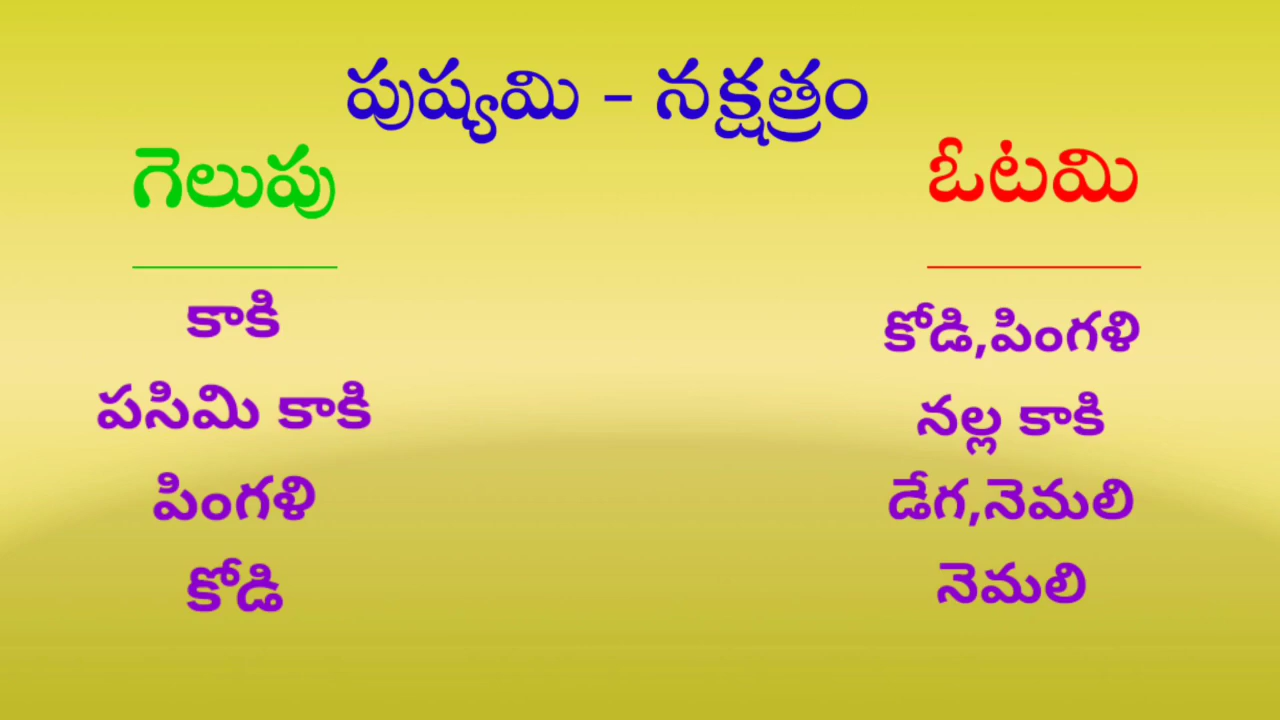 పుష్యమి - నక్షత్రం
గెలుపు
ఓటమి
కాకి
కోడి,పింగళి
పసిమి కాకి
నల్ల కాకి
పింగళి
డేగ,నెమలి
కోడి
నెమలి